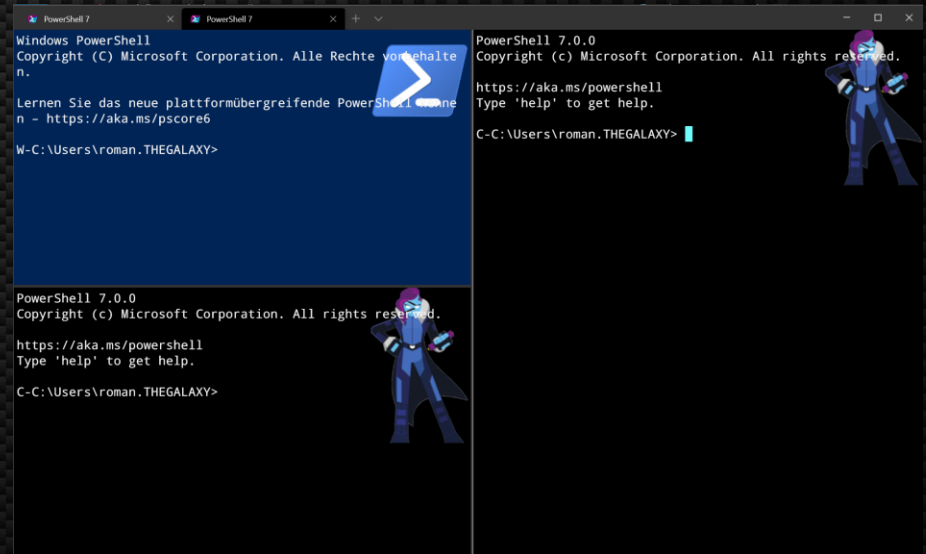 PowerShell 7
PowerShell 7
Windows PowerShell
Copyright (C) Microsoft Corporation. Alle Rechte vorbehalte
n.
Lernen Sie das neue plattformübergreifende PowerShell kenne
n – https://aka.ms/pscore6
W-C:\Users\roman.THEGALAXY>
PowerShell 7.0.0
Copyright (c) Microsoft Corporation. All rights reserved.
https://aka.ms/powershell
Type 'help' to get help.
C-C:\Users\roman.THEGALAXY>
PowerShell 7.0.0
Copyright (c) Microsoft Corporation. All rights reserved.
https://aka.ms/powershell
Type 'help' to get help.
C-C:\Users\roman.THEGALAXY>